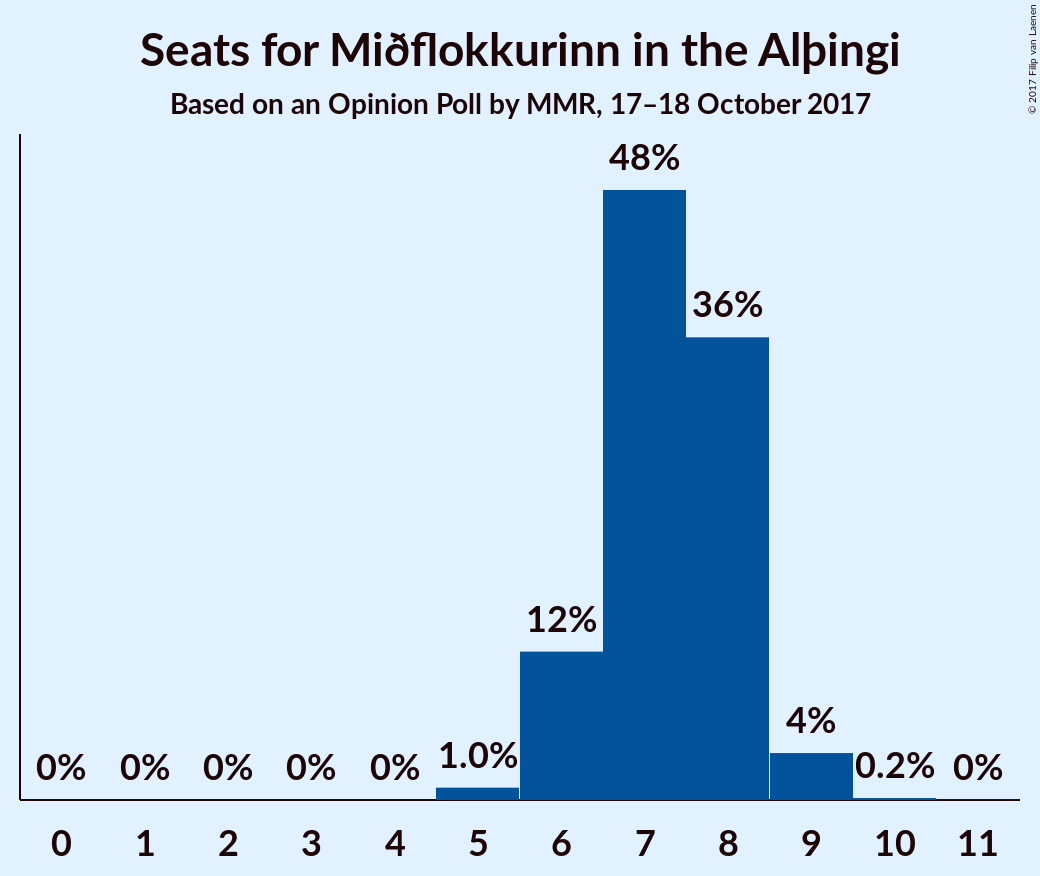 Seats for Miðflokkurinn in the Alþingi
Based on an Opinion Poll by MMR, 17–18 October 2017
© 2017 Filip van Laenen
48%
36%
12%
4%
0% 0% 0% 0% 0% 1.0% 0.2% 0%
0 1 2 3 4 5 6 7 8 9 10 11